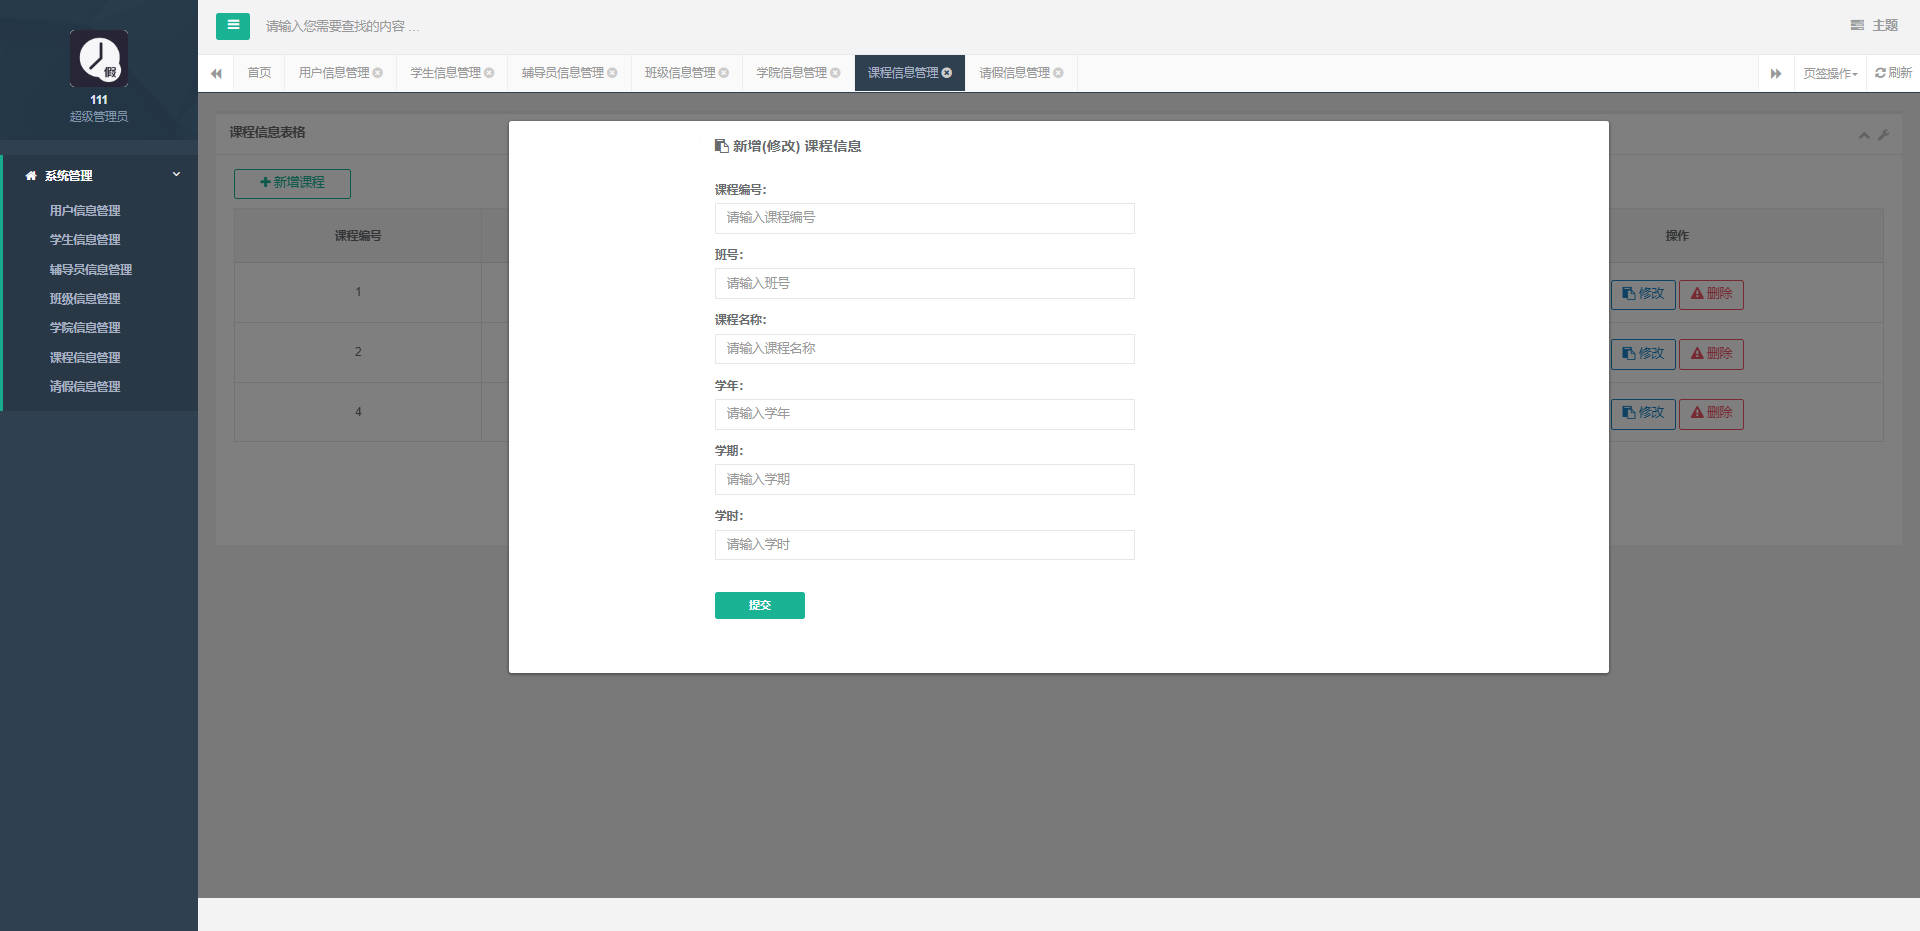 假
111
超级管理员
系统管理
用户信息管理
学生信息管理
辅导员信息管理
班级信息管理
学院信息管理
课程信息管理
请假信息管理
请输入您需要查找的内容 ...
主题
首页 用户信息管理 学生信息管理 辅导员信息管理 班级信息管理 学院信息管理 课程信息管理 请假信息管理 页签操作 刷新
课程信息表格
新增课程
课程编号 操作
1 修改 删除
2 修改 删除
4 修改 删除
新增(修改) 课程信息
课程编号:
请输入课程编号
班号:
请输入班号
课程名称:
请输入课程名称
学年:
请输入学年
学期:
请输入学期
学时:
请输入学时
提交